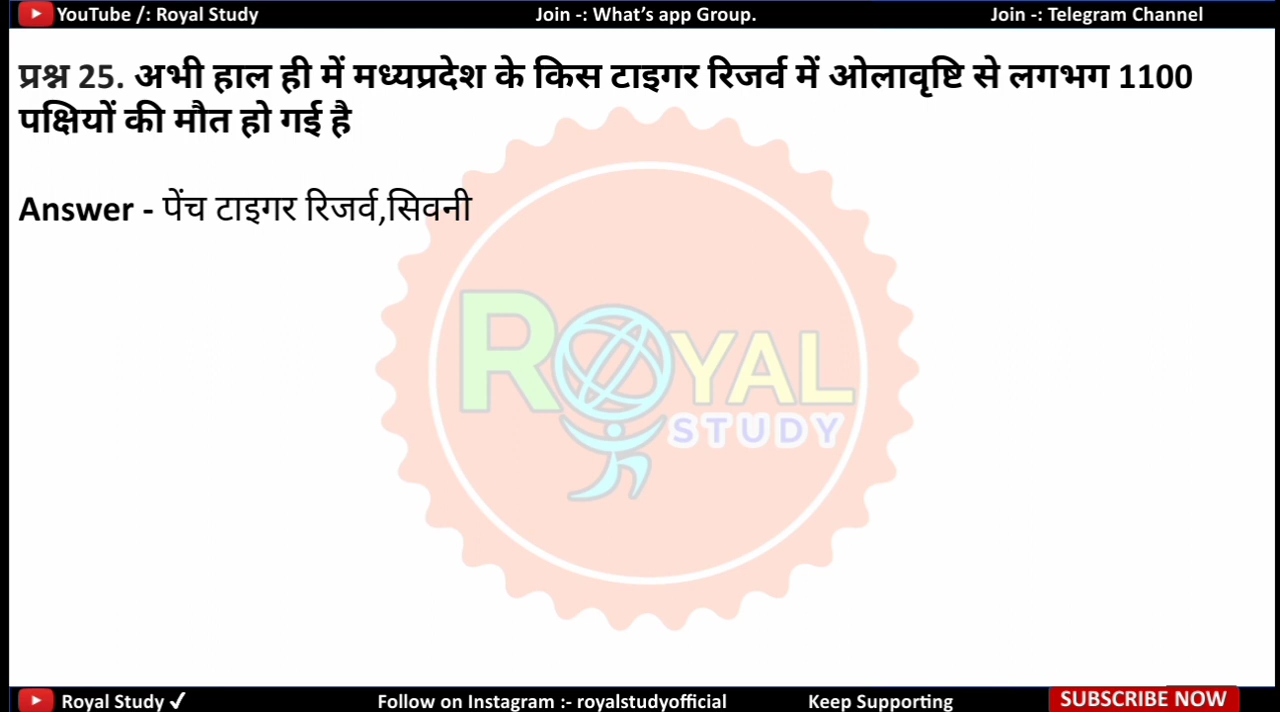 YouTube /: Royal Study Join -: What's app Group. Join -: Telegram Channel
प्रश्न 25. अभी हाल ही में मध्यप्रदेश के किस टाइगर रिजर्व में ओलावृष्टि से लगभग 1100
पक्षियों की मौत हो गई है
Answer - पेंच टाइगर रिजर्व,सिवनी
ROYAL
STUDY
Royal Study ✓ Follow on Instagram :- royalstudyofficial Keep Supporting SUBSCRIBE NOW